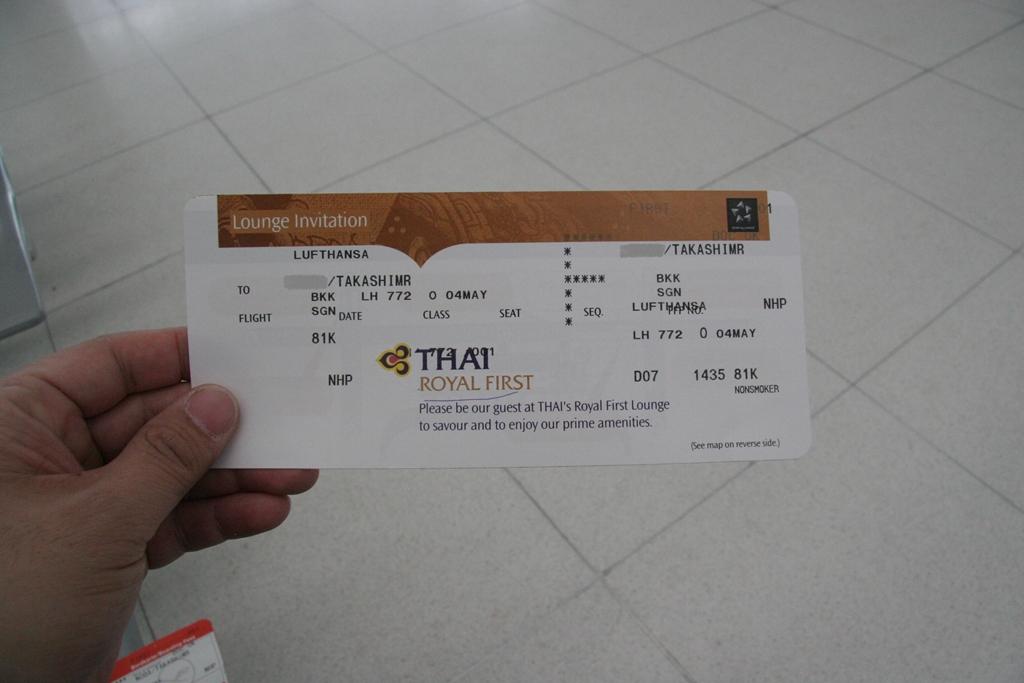 Lounge Invitation
FIRST
LUFTHANSA
/TAKASHIMR
/TAKASHIMR
TO
BKK LH 772 O 04MAY
BKK
SGN
SGN
FLIGHT DATE CLASS SEAT SEQ.
LUFTHANSA
NHP
81K
LH 772 O 04MAY
NHP
THAI
ROYAL FIRST
D07 1435 81K
NONSMOKER
Please be our guest at THAI's Royal First Lounge
to savour and to enjoy our prime amenities.
(See map on reverse side.)